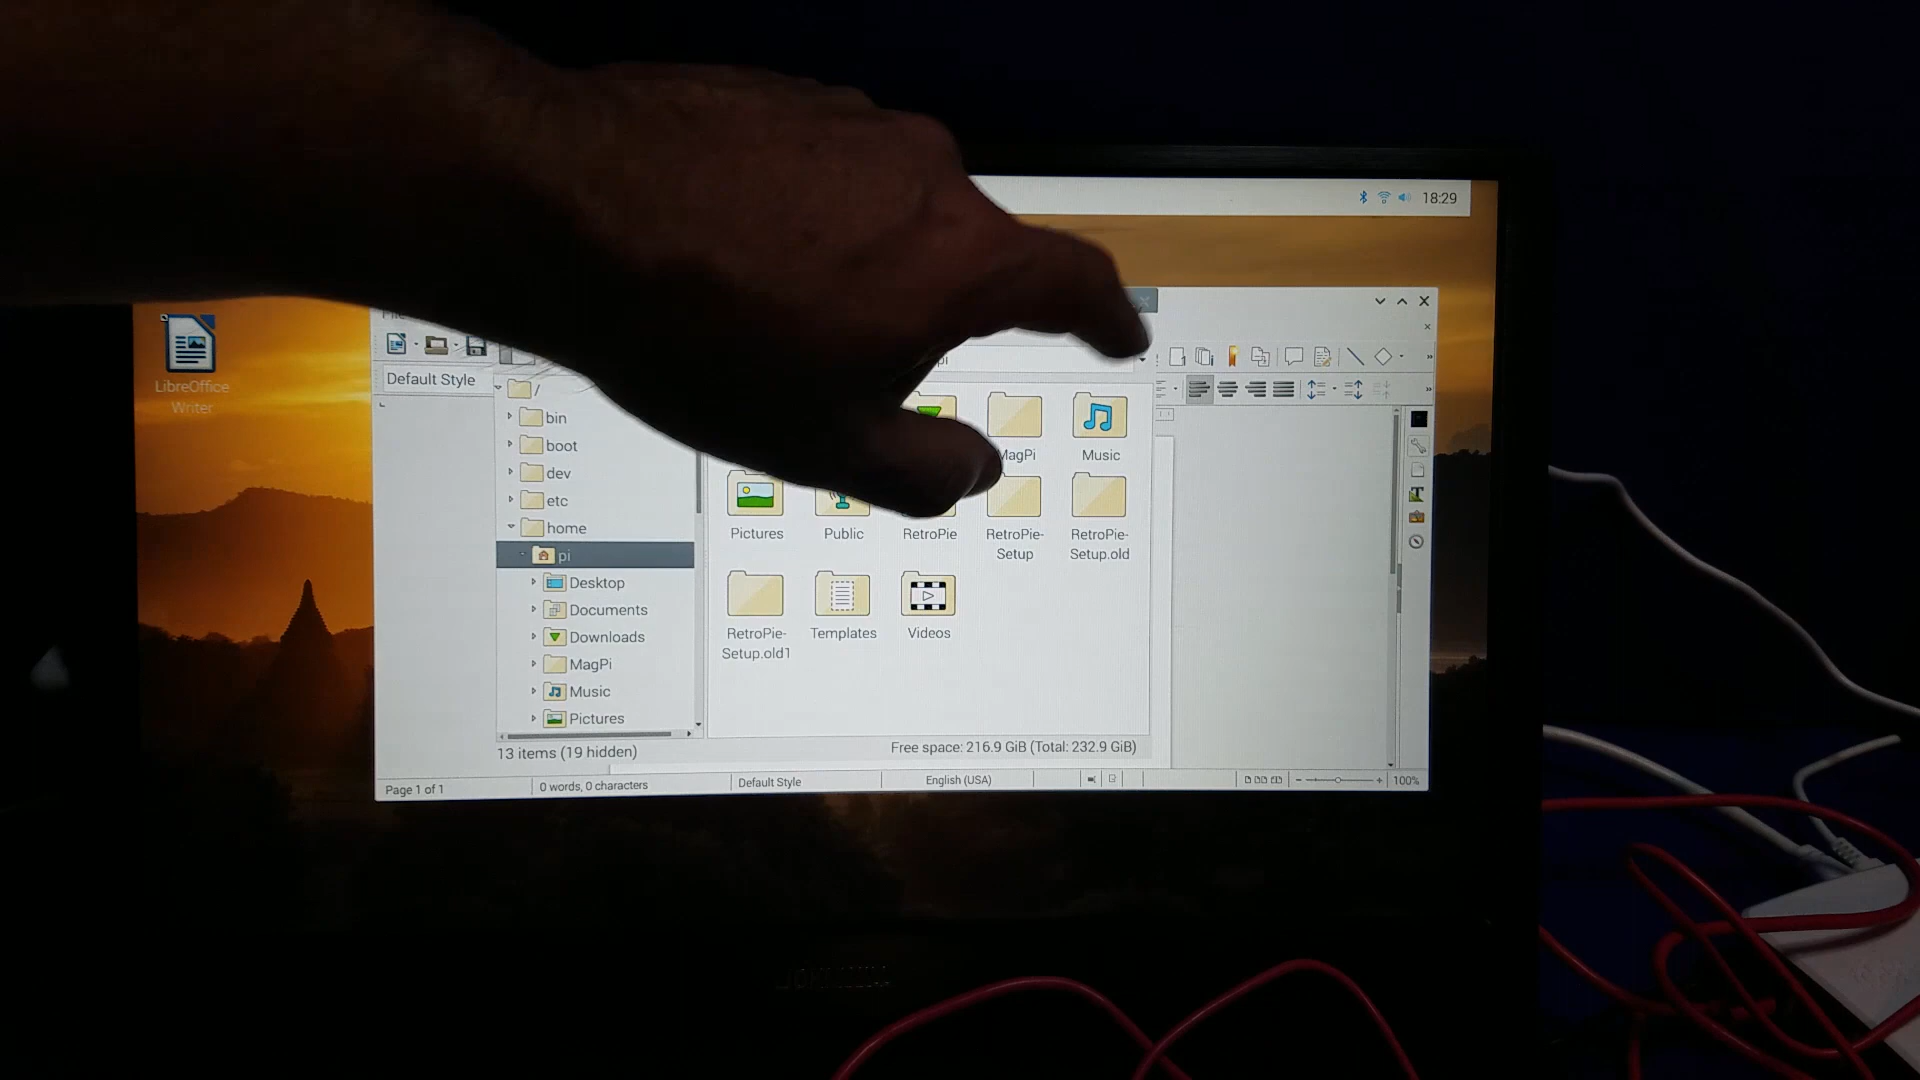 18:29
LibreOffice
Writer
Default Style
/
bin
boot
dev
etc
home
pi
Desktop
Documents
Downloads
MagPi
Music
Pictures
pi
MagPi
Music
Pictures
Public
RetroPie
RetroPie-
Setup
RetroPie-
Setup.old
RetroPie-
Setup.old1
Templates
Videos
13 items (19 hidden)
Free space: 216.9 GiB (Total: 232.9 GiB)
Page 1 of 1
0 words, 0 characters
Default Style
English (USA)
100%